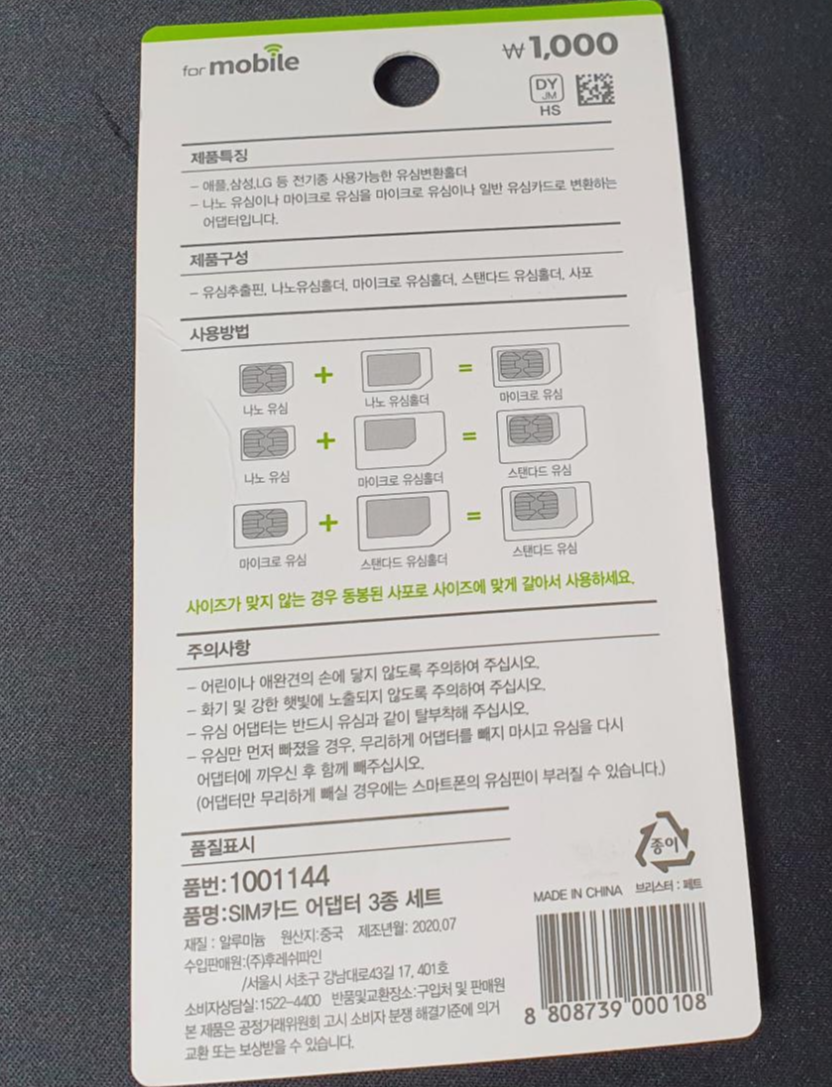 for mobile
₩1,000
DY
JM
HS
제품특징
- 애플,삼성,LG 등 전기종 사용가능한 유심변환홀더
- 나노 유심이나 마이크로 유심을 마이크로 유심이나 일반 유심카드로 변환하는
어댑터입니다.
제품구성
- 유심추출핀, 나노유심홀더, 마이크로 유심홀더, 스탠다드 유심홀더, 사포
사용방법
+ =
나노 유심 나노 유심홀더 마이크로 유심
+ =
나노 유심 마이크로 유심홀더 스탠다드 유심
+ =
마이크로 유심 스탠다드 유심홀더 스탠다드 유심
사이즈가 맞지 않는 경우 동봉된 사포로 사이즈에 맞게 갈아서 사용하세요.
주의사항
- 어린이나 애완견의 손에 닿지 않도록 주의하여 주십시오.
- 화기 및 강한 햇빛에 노출되지 않도록 주의하여 주십시오.
- 유심 어댑터는 반드시 유심과 같이 탈부착해 주십시오.
- 유심만 먼저 빠졌을 경우, 무리하게 어댑터를 빼지 마시고 유심을 다시
어댑터에 끼우신 후 함께 빼주십시오.
(어댑터만 무리하게 빼실 경우에는 스마트폰의 유심핀이 부러질 수 있습니다.)
품질표시
품번:1001144
품명:SIM카드 어댑터 3종 세트
재질 : 알루미늄 원산지:중국 제조년월: 2020.07
수입판매원:(주)후레쉬파인
/서울시 서초구 강남대로43길 17, 401호
소비자상담실:1522-4400 반품및교환장소:구입처 및 판매원
본 제품은 공정거래위원회 고시 소비자 분쟁 해결기준에 의거
교환 또는 보상받을 수 있습니다.
종이
MADE IN CHINA 브리스터 : 페트
8 808739 000108